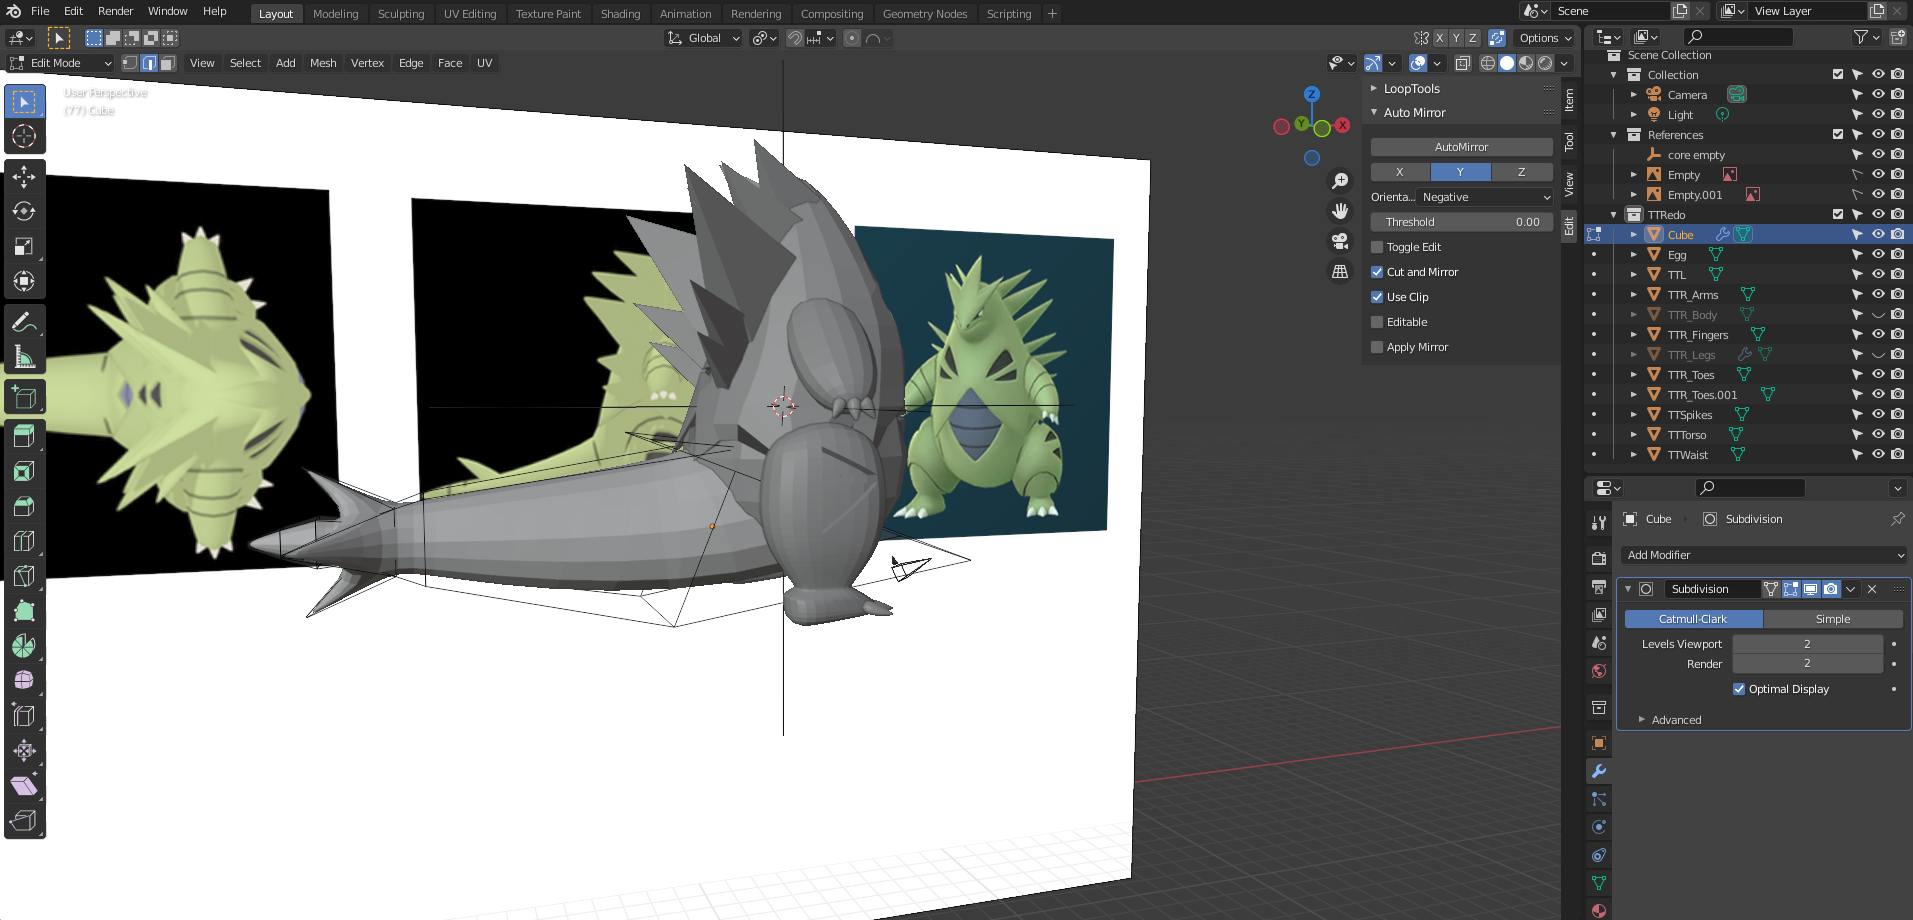 File Edit Render Window Help Layout Modeling Sculpting UV Editing Texture Paint Shading Animation Rendering Compositing Geometry Nodes Scripting + Scene View Layer
Global X Y Z Options
Edit Mode View Select Add Mesh Vertex Edge Face UV
User Perspective
(77) Cube
Z
Y
X
LoopTools
Auto Mirror
AutoMirror
X Y Z
Orienta... Negative
Threshold 0.00
Toggle Edit
Cut and Mirror
Use Clip
Editable
Apply Mirror
Item
Tool
View
Edit
Scene Collection
Collection
Camera
Light
References
core empty
Empty
Empty.001
TTRedo
Cube
Egg
TTL
TTR_Arms
TTR_Body
TTR_Fingers
TTR_Legs
TTR_Toes
TTR_Toes.001
TTSpikes
TTTorso
TTWaist
Cube Subdivision
Add Modifier
Subdivision
Catmull-Clark Simple
Levels Viewport 2
Render 2
Optimal Display
Advanced